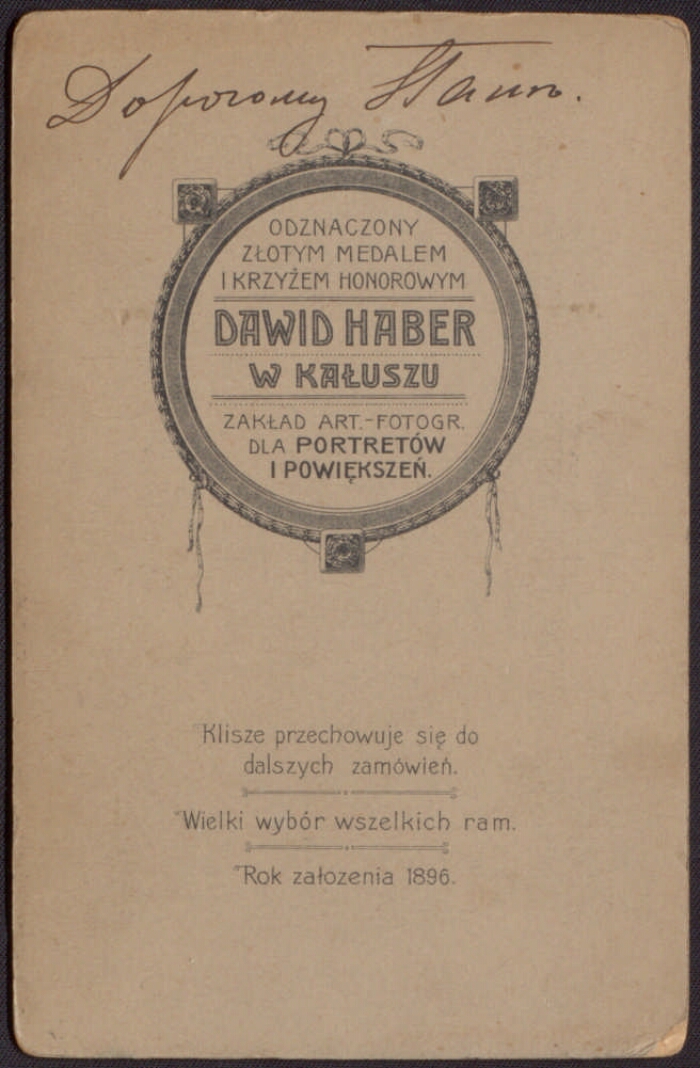 ODZNACZONY
ZŁOTYM MEDALEM
I KRZYŻEM HONOROWYM
DAWID HABER
W KAŁUSZU
ZAKŁAD ART.-FOTOGR.
DLA PORTRETÓW
I POWIĘKSZEŃ.
Klisze przechowuje się do
dalszych zamówień.
Wielki wybór wszelkich ram.
Rok załozenia 1896.